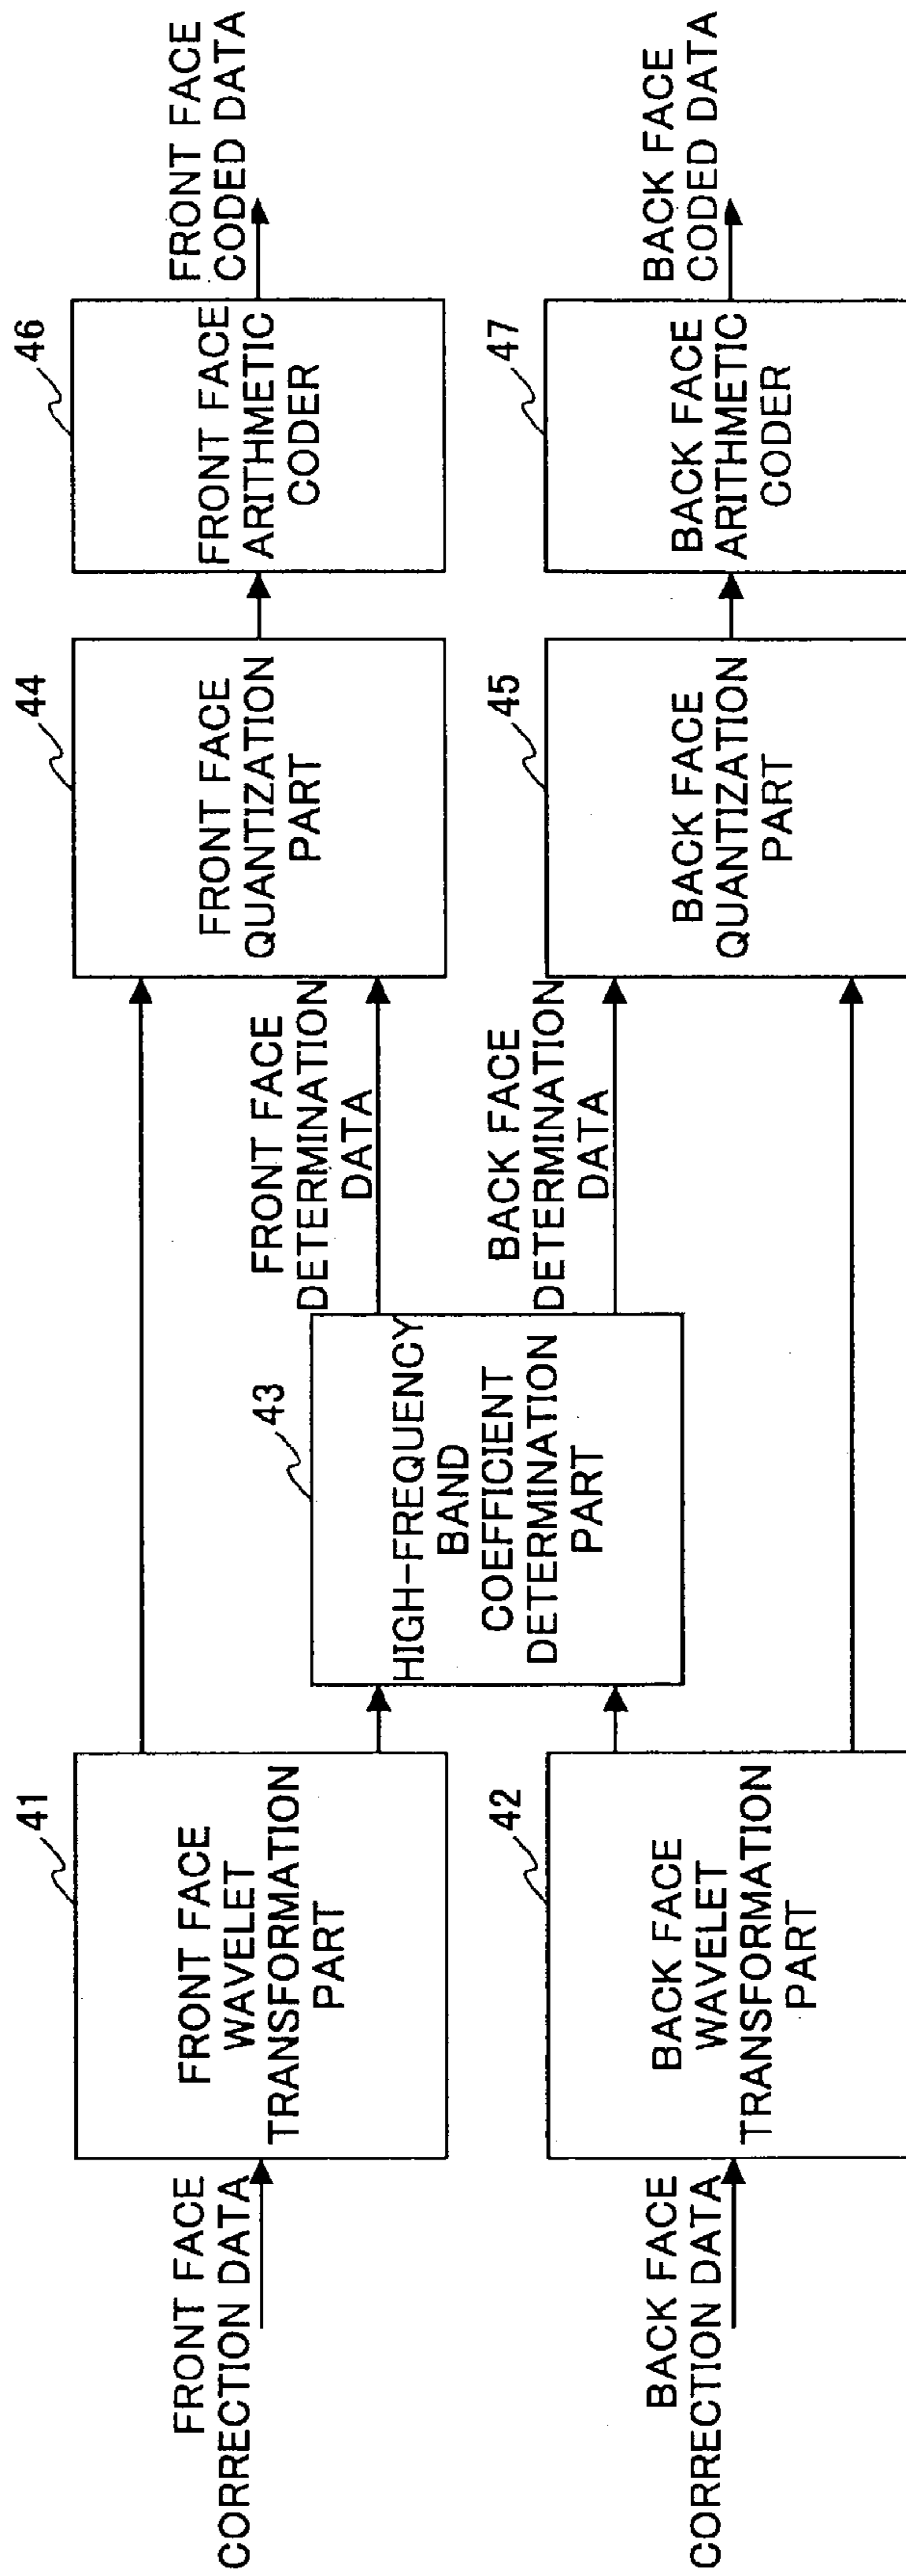 FRONT FACE
CORRECTION DATA
41
FRONT FACE
WAVELET
TRANSFORMATION
PART
BACK FACE
CORRECTION DATA
42
BACK FACE
WAVELET
TRANSFORMATION
PART
43
HIGH-FREQUENCY
BAND
COEFFICIENT
DETERMINATION
PART
FRONT FACE
DETERMINATION
DATA
BACK FACE
DETERMINATION
DATA
44
FRONT FACE
QUANTIZATION
PART
45
BACK FACE
QUANTIZATION
PART
46
FRONT FACE
ARITHMETIC
CODER
47
BACK FACE
ARITHMETIC
CODER
FRONT FACE
CODED DATA
BACK FACE
CODED DATA